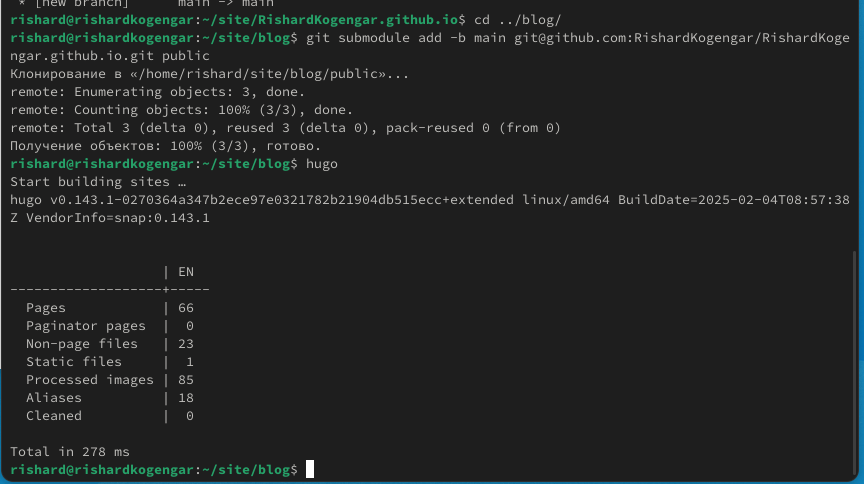 * [new branch]      main -> main
rishard@rishardkogengar:~/site/RishardKogengar.github.io$ cd ../blog/
rishard@rishardkogengar:~/site/blog$ git submodule add -b main git@github.com:RishardKogengar/RishardKoge
ngar.github.io.git public
Клонирование в «/home/rishard/site/blog/public»...
remote: Enumerating objects: 3, done.
remote: Counting objects: 100% (3/3), done.
remote: Total 3 (delta 0), reused 3 (delta 0), pack-reused 0 (from 0)
Получение объектов: 100% (3/3), готово.
rishard@rishardkogengar:~/site/blog$ hugo
Start building sites …
hugo v0.143.1-0270364a347b2ece97e0321782b21904db515ecc+extended linux/amd64 BuildDate=2025-02-04T08:57:38
Z VendorInfo=snap:0.143.1
                   | EN
-------------------+-----
  Pages            | 66
  Paginator pages  |  0
  Non-page files   | 23
  Static files     |  1
  Processed images | 85
  Aliases          | 18
  Cleaned          |  0
Total in 278 ms
rishard@rishardkogengar:~/site/blog$